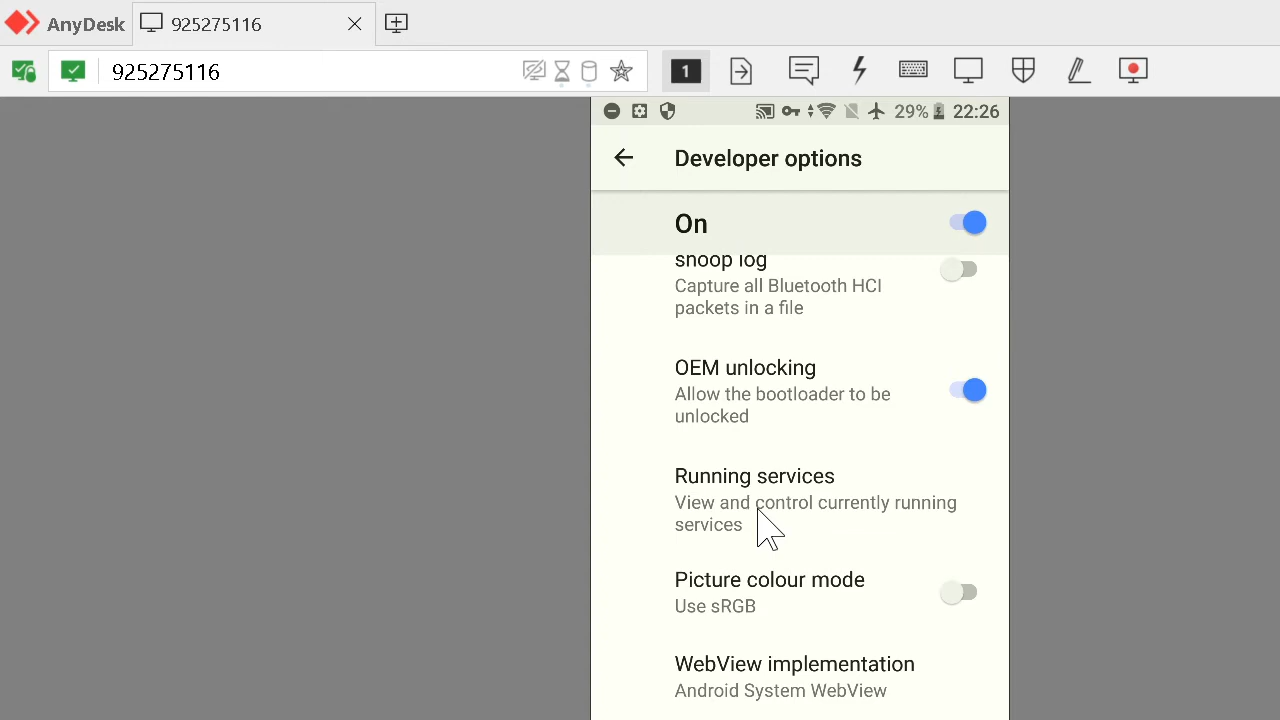 AnyDesk
925275116
925275116
1
29%
22:26
Developer options
On
snoop log
Capture all Bluetooth HCI
packets in a file
OEM unlocking
Allow the bootloader to be
unlocked
Running services
View and control currently running
services
Picture colour mode
Use sRGB
WebView implementation
Android System WebView